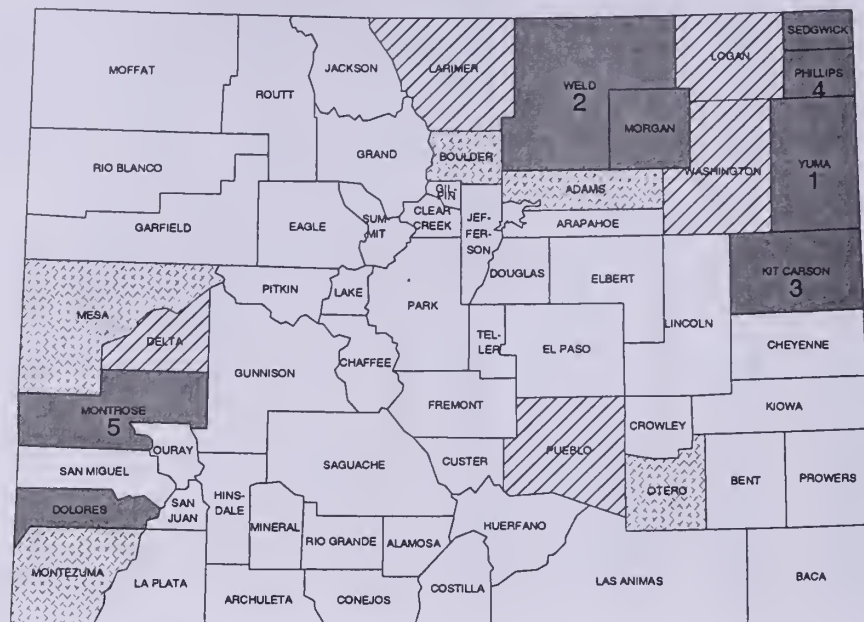 MOFFAT
ROUTT
JACKSON
LARIMER
WELD
2
LOGAN
SEDGWICK
PHILLIPS
4
MORGAN
GRAND
BOULDER
RIO BLANCO
WASHINGTON
YUMA
1
GIL-
PIN
ADAMS
CLEAR
CREEK
GARFIELD
EAGLE
SUM-
MIT
JEF-
FER-
SON
ARAPAHOE
DOUGLAS
ELBERT
KIT CARSON
3
PITKIN
LAKE
PARK
MESA
LINCOLN
DELTA
TEL-
LER
EL PASO
CHEYENNE
GUNNISON
CHAFFEE
MONTROSE
5
FREMONT
CROWLEY
KIOWA
OURAY
SAGUACHE
CUSTER
PUEBLO
SAN MIGUEL
OTERO
BENT
PROWERS
DOLORES
SAN
JUAN
HINS-
DALE
MINERAL
RIO GRANDE
ALAMOSA
HUERFANO
MONTEZUMA
LA PLATA
ARCHULETA
CONEJOS
COSTILLA
LAS ANIMAS
BACA